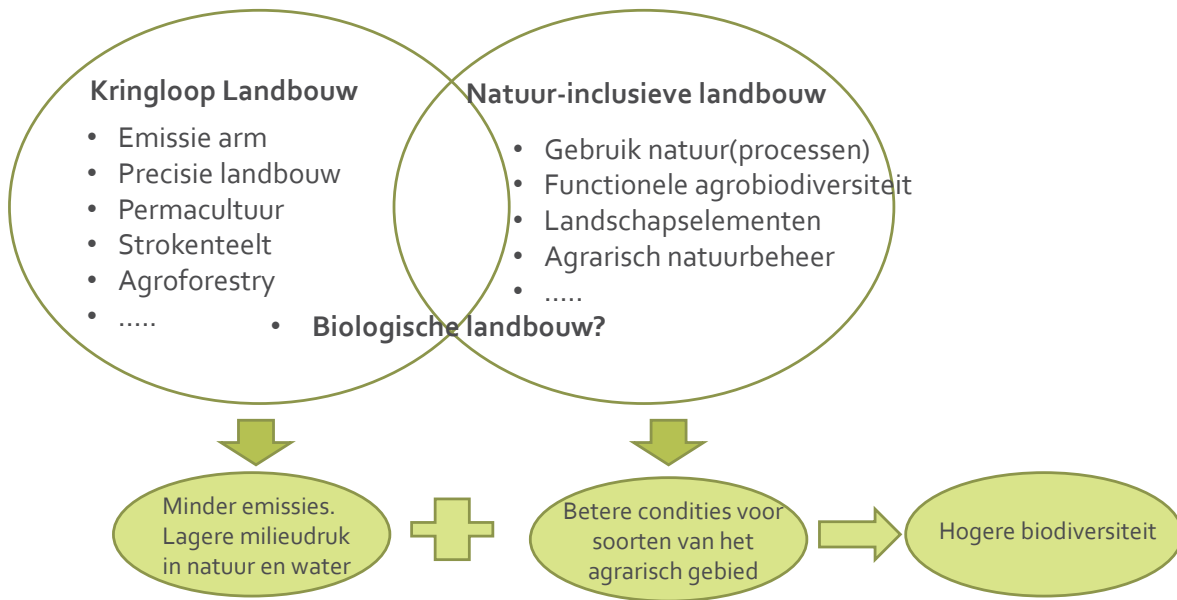 Kringloop Landbouw
• Emissie arm
• Precisie landbouw
• Permacultuur
• Strokenteelt
• Agroforestry
• .....
Natuur-inclusieve landbouw
• Gebruik natuur(processen)
• Functionele agrobiodiversiteit
• Landschapselementen
• Agrarisch natuurbeheer
• .....
• Biologische landbouw?
Minder emissies.
Lagere milieudruk
in natuur en water
Betere condities voor
soorten van het
agrarisch gebied
Hogere biodiversiteit